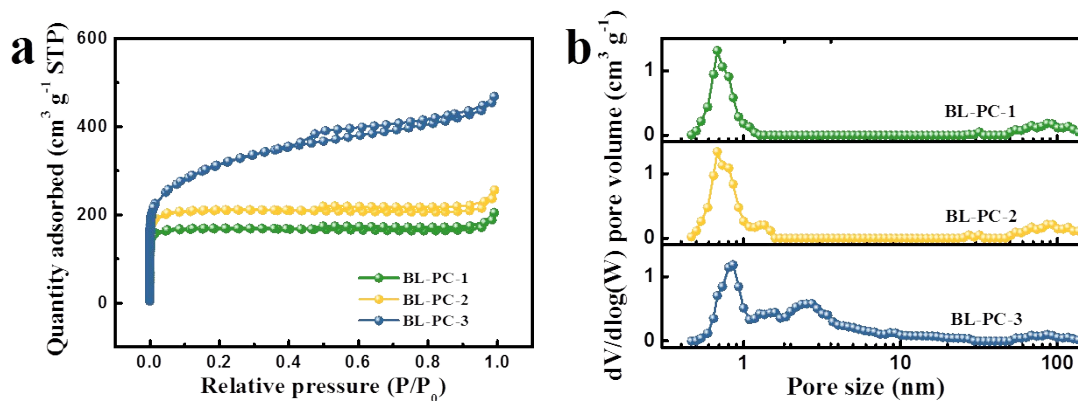 a
Quantity adsorbed (cm³ g⁻¹ STP)
600
400
200
0
BL-PC-1
BL-PC-2
BL-PC-3
0.0 0.2 0.4 0.6 0.8 1.0
Relative pressure (P/P₀)
b
dV/dlog(W) pore volume (cm³ g⁻¹)
1
0
BL-PC-1
1
0
BL-PC-2
1
0
BL-PC-3
1 10 100
Pore size (nm)